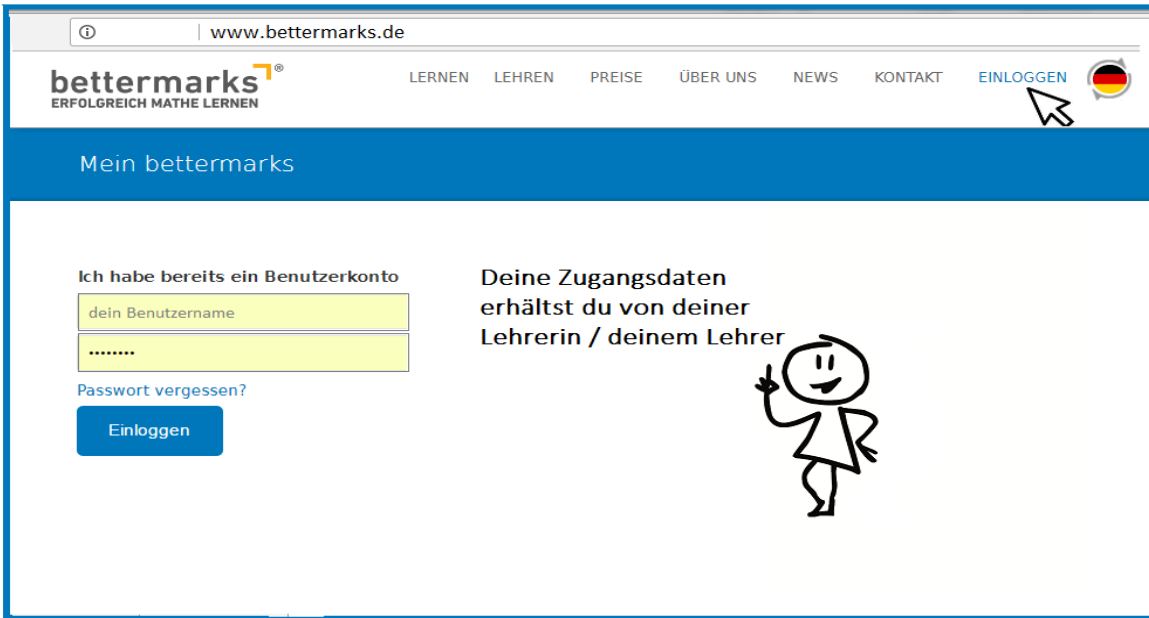 www.bettermarks.de
bettermarks®
ERFOLGREICH MATHE LERNEN
LERNEN LEHREN PREISE ÜBER UNS NEWS KONTAKT EINLOGGEN
Mein bettermarks
Ich habe bereits ein Benutzerkonto
dein Benutzername
••••••••
Passwort vergessen?
Einloggen
Deine Zugangsdaten
erhältst du von deiner
Lehrerin / deinem Lehrer